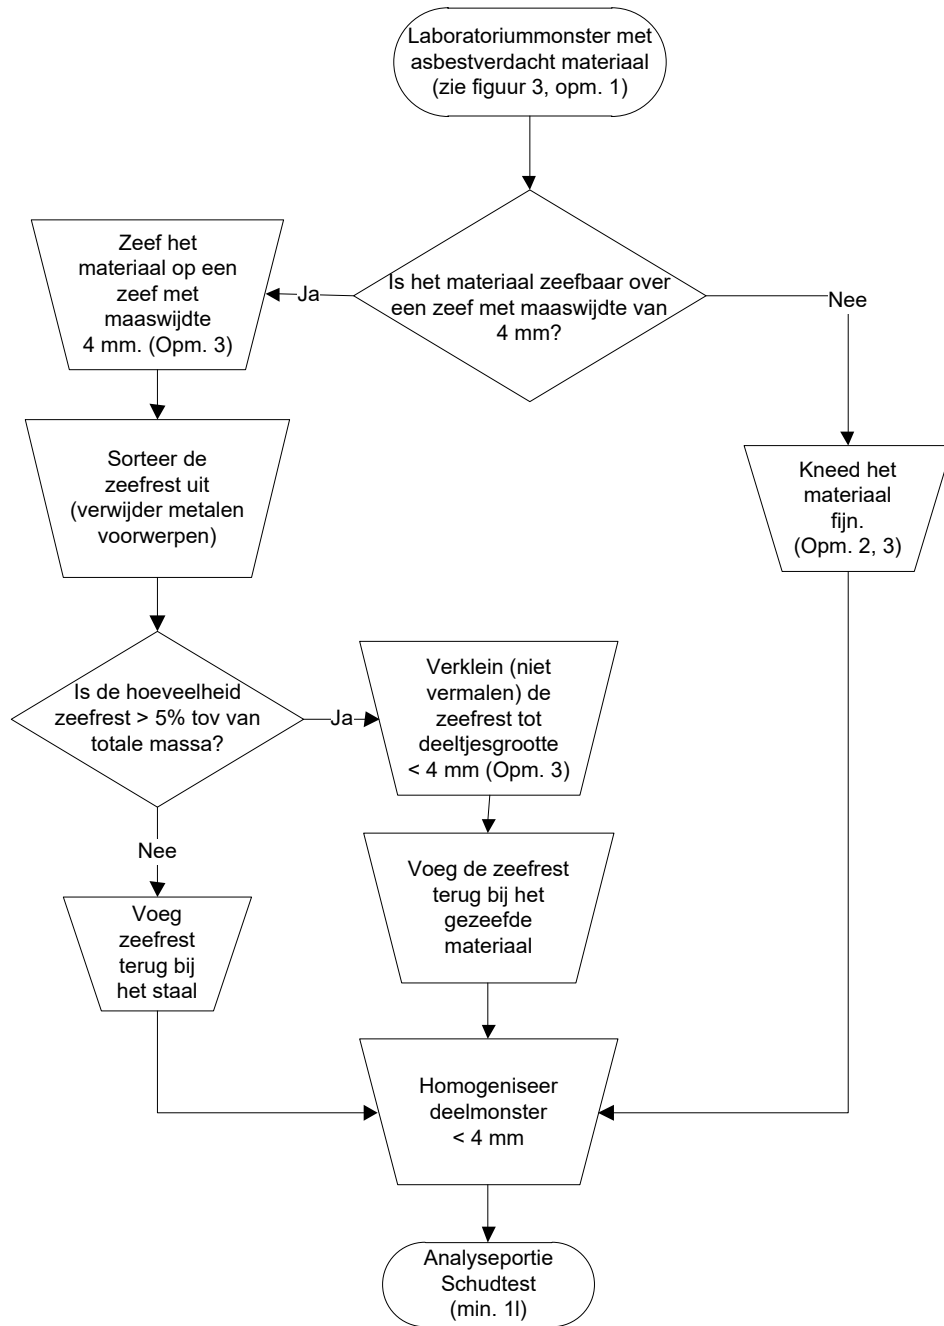 Laboratoriummonster met
asbestverdacht materiaal
(zie figuur 3, opm. 1)
Is het materiaal zeefbaar over
een zeef met maaswijdte van
4 mm?
Ja
Nee
Zeef het
materiaal op een
zeef met
maaswijdte
4 mm. (Opm. 3)
Sorteer de
zeefrest uit
(verwijder metalen
voorwerpen)
Kneed het
materiaal
fijn.
(Opm. 2, 3)
Is de hoeveelheid
zeefrest > 5% tov van
totale massa?
Ja
Nee
Verklein (niet
vermalen) de
zeefrest tot
deeltjesgrootte
< 4 mm (Opm. 3)
Voeg de zeefrest
terug bij het
gezeefde
materiaal
Voeg
zeefrest
terug bij
het staal
Homogeniseer
deelmonster
< 4 mm
Analyseportie
Schudtest
(min. 1l)